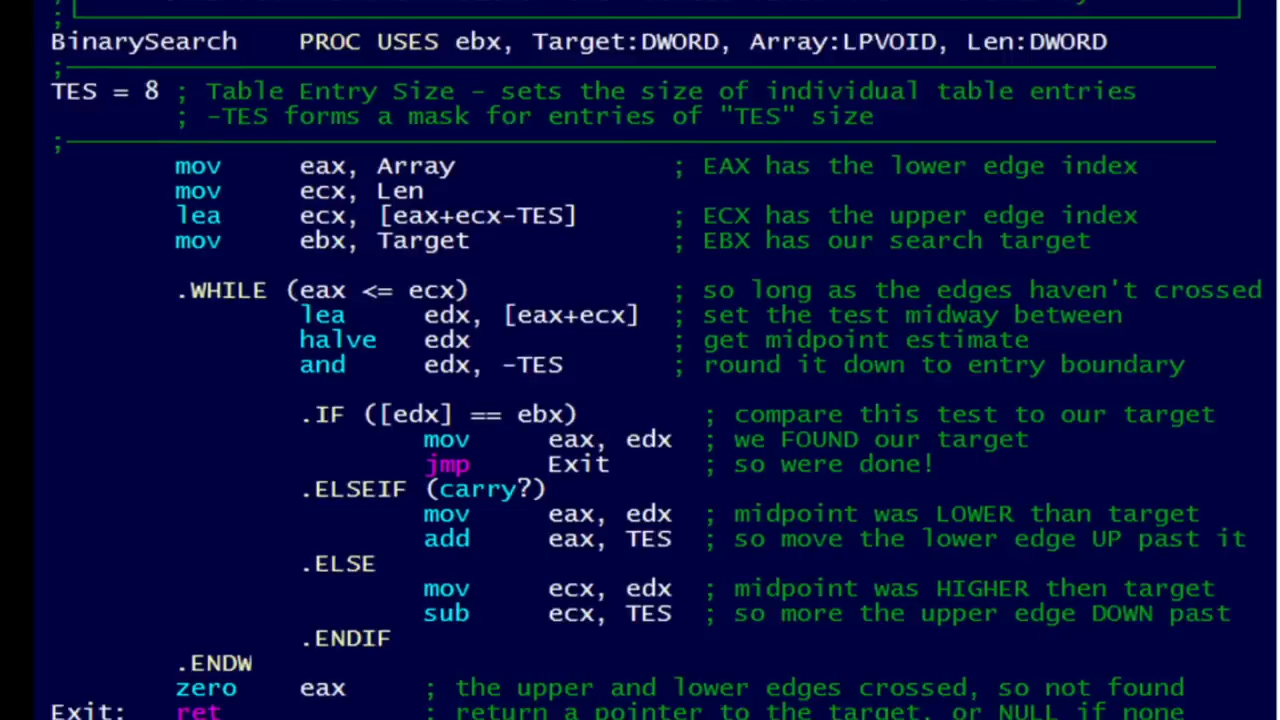 BinarySearch PROC USES ebx, Target:DWORD, Array:LPVOID, Len:DWORD
;
TES = 8 ; Table Entry Size – sets the size of individual table entries
; -TES forms a mask for entries of "TES" size
;
mov eax, Array ; EAX has the lower edge index
mov ecx, Len
lea ecx, [eax+ecx-TES] ; ECX has the upper edge index
mov ebx, Target ; EBX has our search target
.WHILE (eax <= ecx) ; so long as the edges haven't crossed
lea edx, [eax+ecx] ; set the test midway between
halve edx ; get midpoint estimate
and edx, -TES ; round it down to entry boundary
.IF ([edx] == ebx) ; compare this test to our target
mov eax, edx ; we FOUND our target
jmp Exit ; so were done!
.ELSEIF (carry?)
mov eax, edx ; midpoint was LOWER than target
add eax, TES ; so move the lower edge UP past it
.ELSE
mov ecx, edx ; midpoint was HIGHER then target
sub ecx, TES ; so more the upper edge DOWN past
.ENDIF
.ENDW
zero eax ; the upper and lower edges crossed, so not found
Exit: ret ; return a pointer to the target, or NULL if none